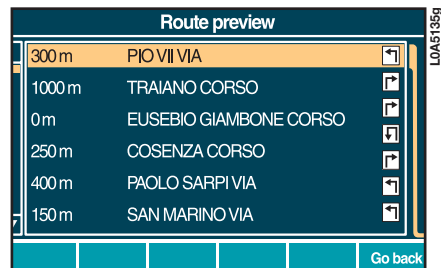 Route preview
300 m PIO VII VIA
1000 m TRAIANO CORSO
0 m EUSEBIO GIAMBONE CORSO
250 m COSENZA CORSO
400 m PAOLO SARPI VIA
150 m SAN MARINO VIA
Go back
L0A5135g